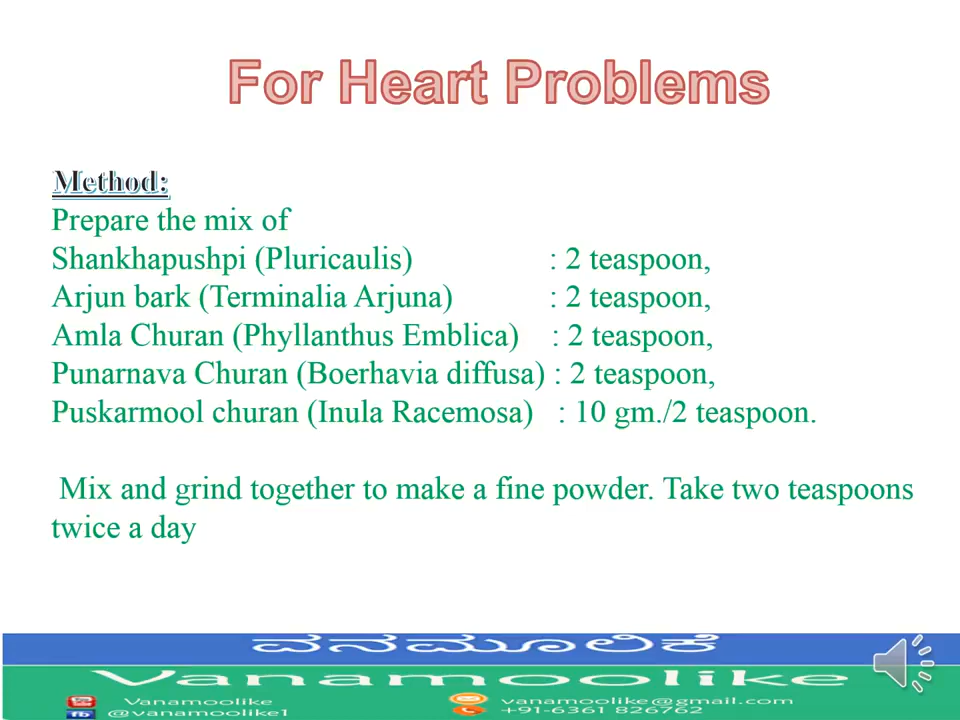 For Heart Problems
Method:
Prepare the mix of
Shankhapushpi (Pluricaulis) : 2 teaspoon,
Arjun bark (Terminalia Arjuna) : 2 teaspoon,
Amla Churan (Phyllanthus Emblica) : 2 teaspoon,
Punarnava Churan (Boerhavia diffusa) : 2 teaspoon,
Puskarmool churan (Inula Racemosa) : 10 gm./2 teaspoon.
Mix and grind together to make a fine powder. Take two teaspoons
twice a day
ವನಮೂಲಿಕೆ
Vanamoolike
Vanamoolike vanamoolike@gmail.com
fb @vanamoolike1 +91-6361 826762